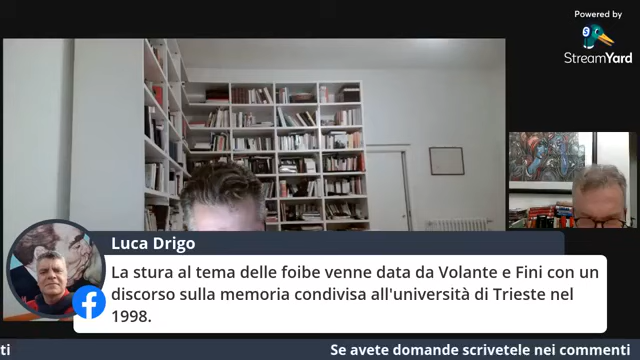 Powered by
StreamYard
Luca Drigo
La stura al tema delle foibe venne data da Volante e Fini con un
discorso sulla memoria condivisa all'università di Trieste nel
1998.
ti
Se avete domande scrivetele nei commenti